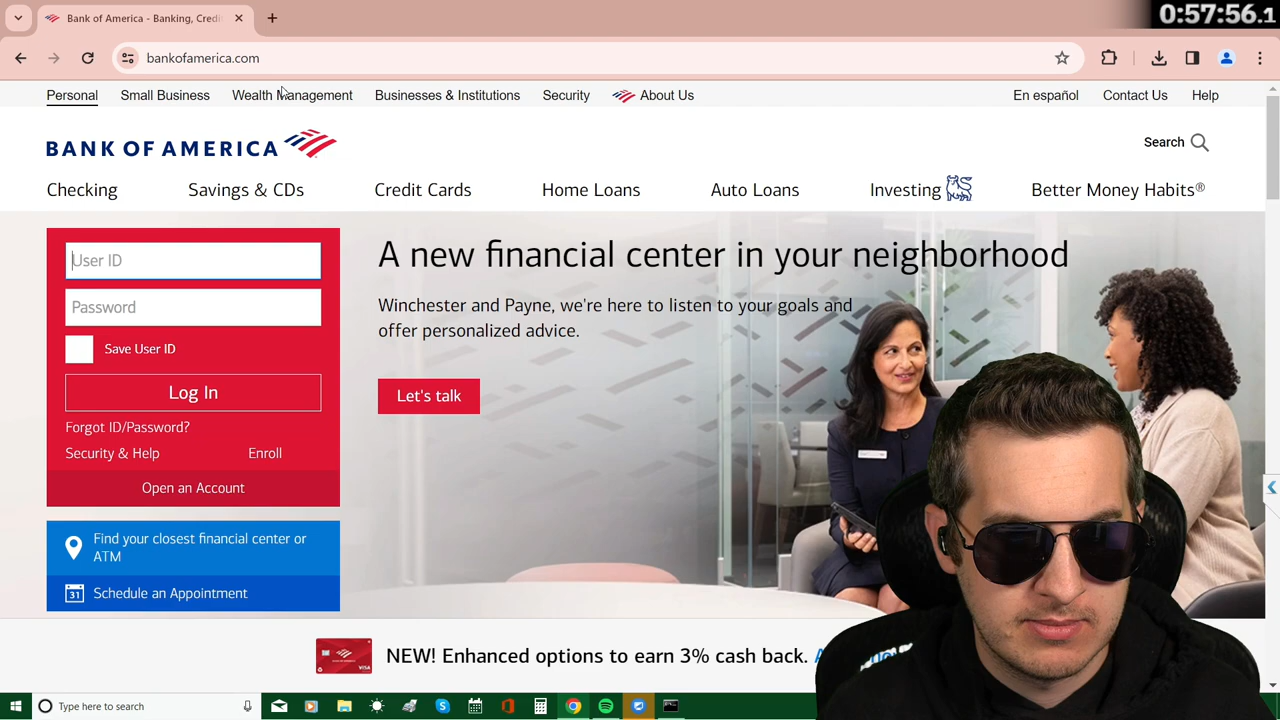 Bank of America - Banking, Credi
0:57:56.1
bankofamerica.com
Personal
Small Business
Wealth Management
Businesses & Institutions
Security
About Us
En español
Contact Us
Help
BANK OF AMERICA
Search
Checking
Savings & CDs
Credit Cards
Home Loans
Auto Loans
Investing
Better Money Habits®
User ID
Password
Save User ID
Log In
Forgot ID/Password?
Security & Help
Enroll
Open an Account
Find your closest financial center or
ATM
31
Schedule an Appointment
A new financial center in your neighborhood
Winchester and Payne, we're here to listen to your goals and
offer personalized advice.
Let's talk
VISA
NEW! Enhanced options to earn 3% cash back.
Type here to search